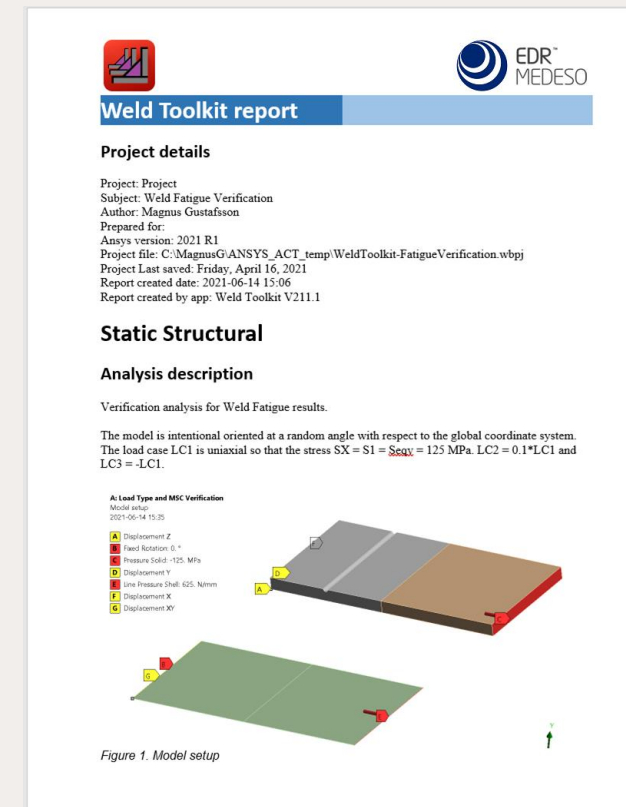 EDR™
MEDESO
Weld Toolkit report
Project details
Project: Project
Subject: Weld Fatigue Verification
Author: Magnus Gustafsson
Prepared for:
Ansys version: 2021 R1
Project file: C:\MagnusG\ANSYS_ACT_temp\WeldToolkit-FatigueVerification.wbpj
Project Last saved: Friday, April 16, 2021
Report created date: 2021-06-14 15:06
Report created by app: Weld Toolkit V211.1
Static Structural
Analysis description
Verification analysis for Weld Fatigue results.
The model is intentional oriented at a random angle with respect to the global coordinate system.
The load case LC1 is uniaxial so that the stress SX = S1 = Seqv = 125 MPa. LC2 = 0.1*LC1 and
LC3 = -LC1.
A: Load Type and MSC Verification
Model setup
2021-06-14 15:35
A Displacement Z
B Fixed Rotation: 0. °
C Pressure Solid: -125. MPa
D Displacement Y
E Line Pressure Shell: 625. N/mm
F Displacement X
G Displacement XY
F
D
A
C
B
G
E
Y
Figure 1. Model setup